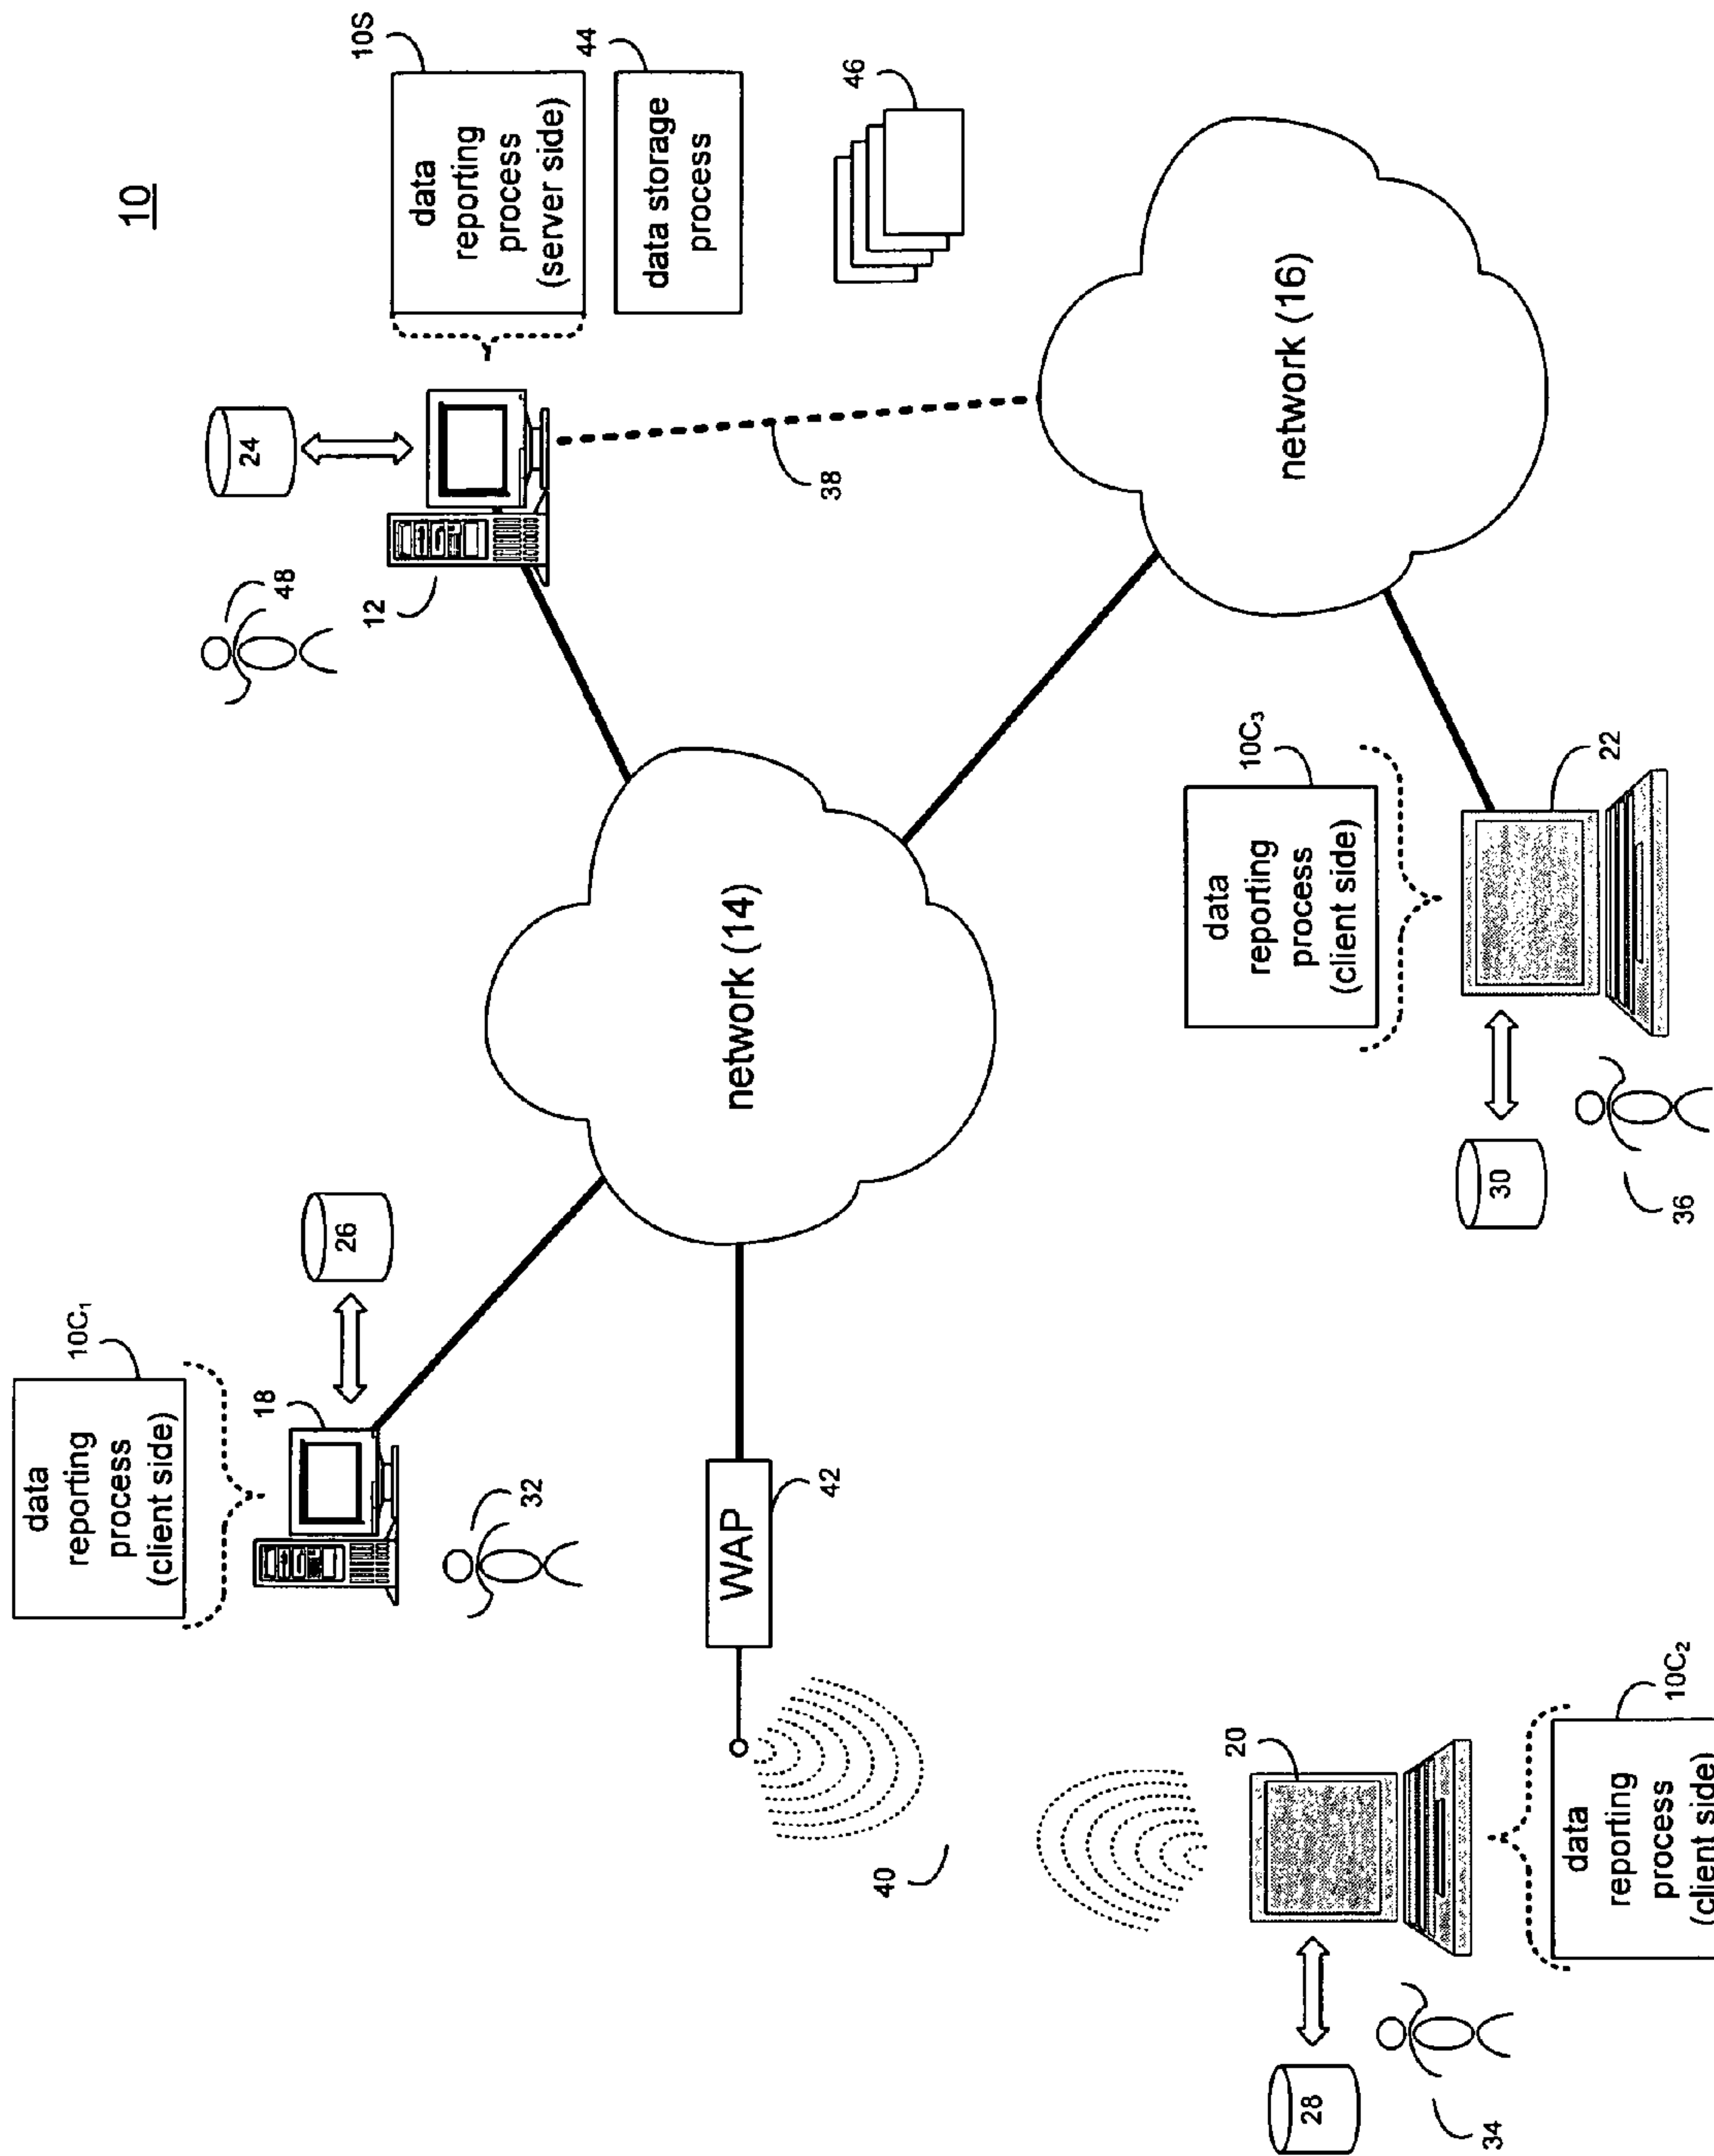 10
data
reporting
process
(client side)
10C₁
18
26
32
24
48
12
10S
data
reporting
process
(server side)
44
data storage
process
46
WAP
42
network (14)
38
40
20
28
34
data
reporting
process
(client side)
10C₂
data
reporting
process
(client side)
10C₃
network (16)
30
22
36